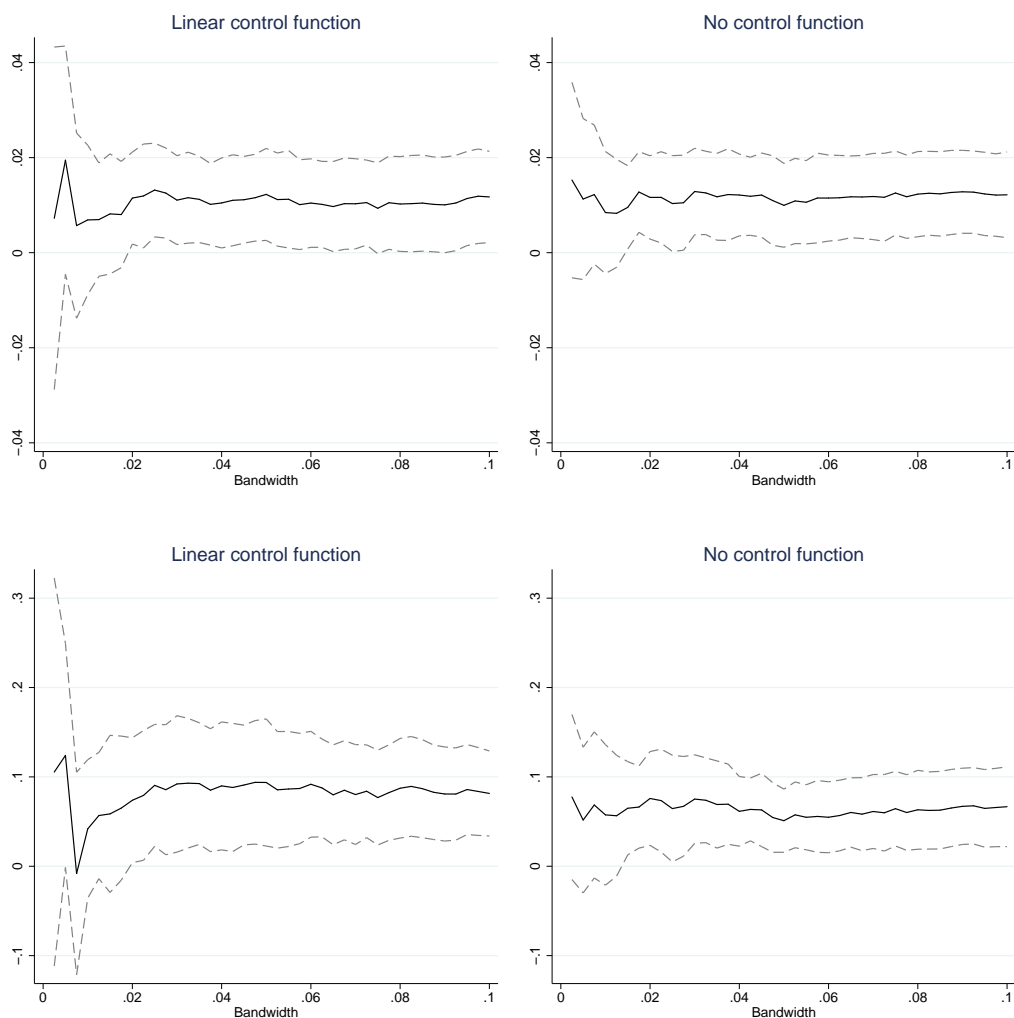 Linear control function
No control function
.04
.02
0
-.02
-.04
0 .02 .04 .06 .08 .1
Bandwidth
.04
.02
0
-.02
-.04
0 .02 .04 .06 .08 .1
Bandwidth
Linear control function
No control function
.3
.2
.1
0
-.1
0 .02 .04 .06 .08 .1
Bandwidth
.3
.2
.1
0
-.1
0 .02 .04 .06 .08 .1
Bandwidth